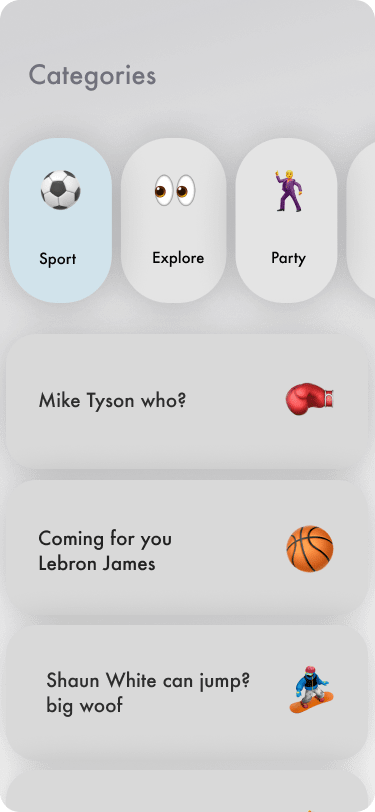 Categories
Sport
Explore
Party
Mike Tyson who?
Coming for you
Lebron James
Shaun White can jump?
big woof